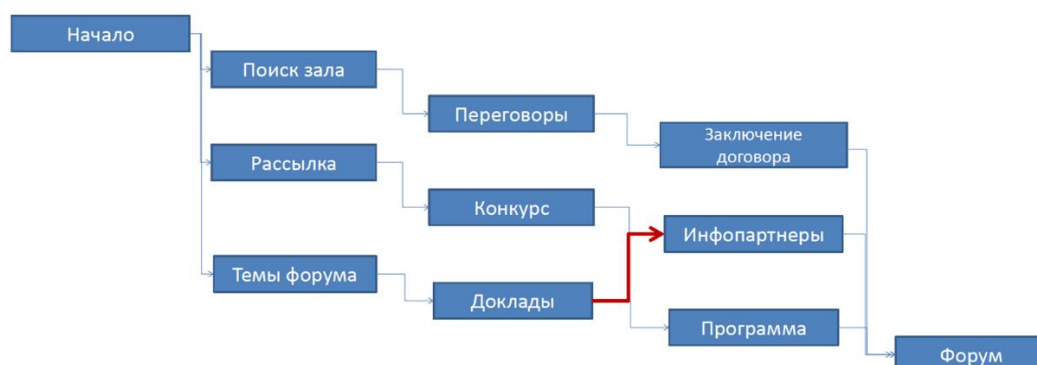 Начало
Поиск зала
Переговоры
Заключение
договора
Рассылка
Конкурс
Инфопартнеры
Темы форума
Доклады
Программа
Форум